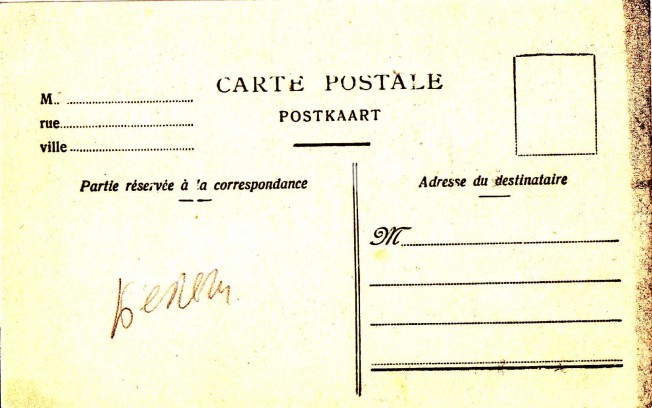 CARTE POSTALE
POSTKAART
M..
rue
ville
Partie réservée à la correspondance
Adresse du destinataire
M